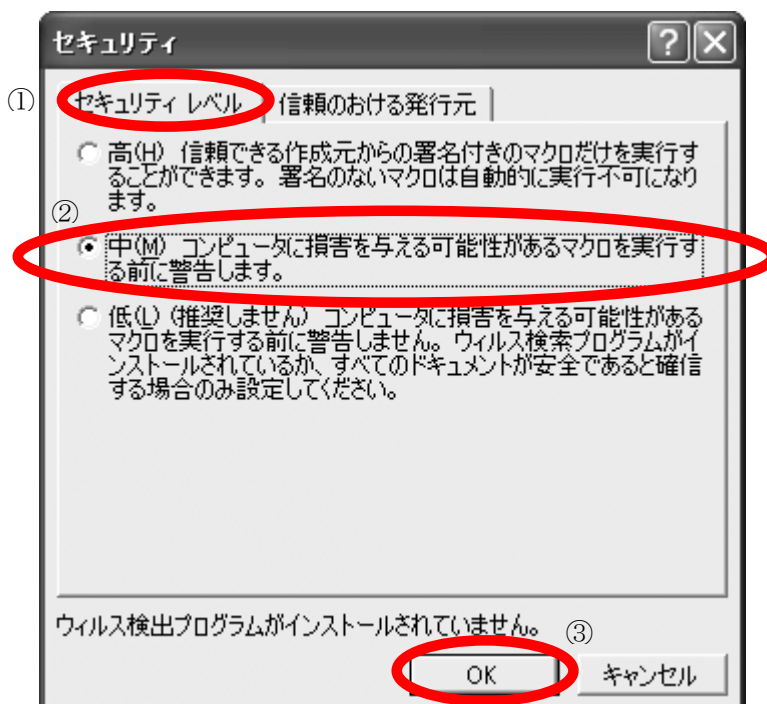 セキュリティ
①
セキュリティ レベル
信頼のおける発行元
高(H) 信頼できる作成元からの署名付きのマクロだけを実行す
ることができます。署名のないマクロは自動的に実行不可になり
ます。
②
中(M) コンピュータに損害を与える可能性があるマクロを実行す
る前に警告します。
低(L) (推奨しません) コンピュータに損害を与える可能性がある
マクロを実行する前に警告しません。ウィルス検索プログラムがイ
ンストールされているか、すべてのドキュメントが安全であると確信
する場合のみ設定してください。
ウィルス検出プログラムがインストールされていません。
③
OK
キャンセル